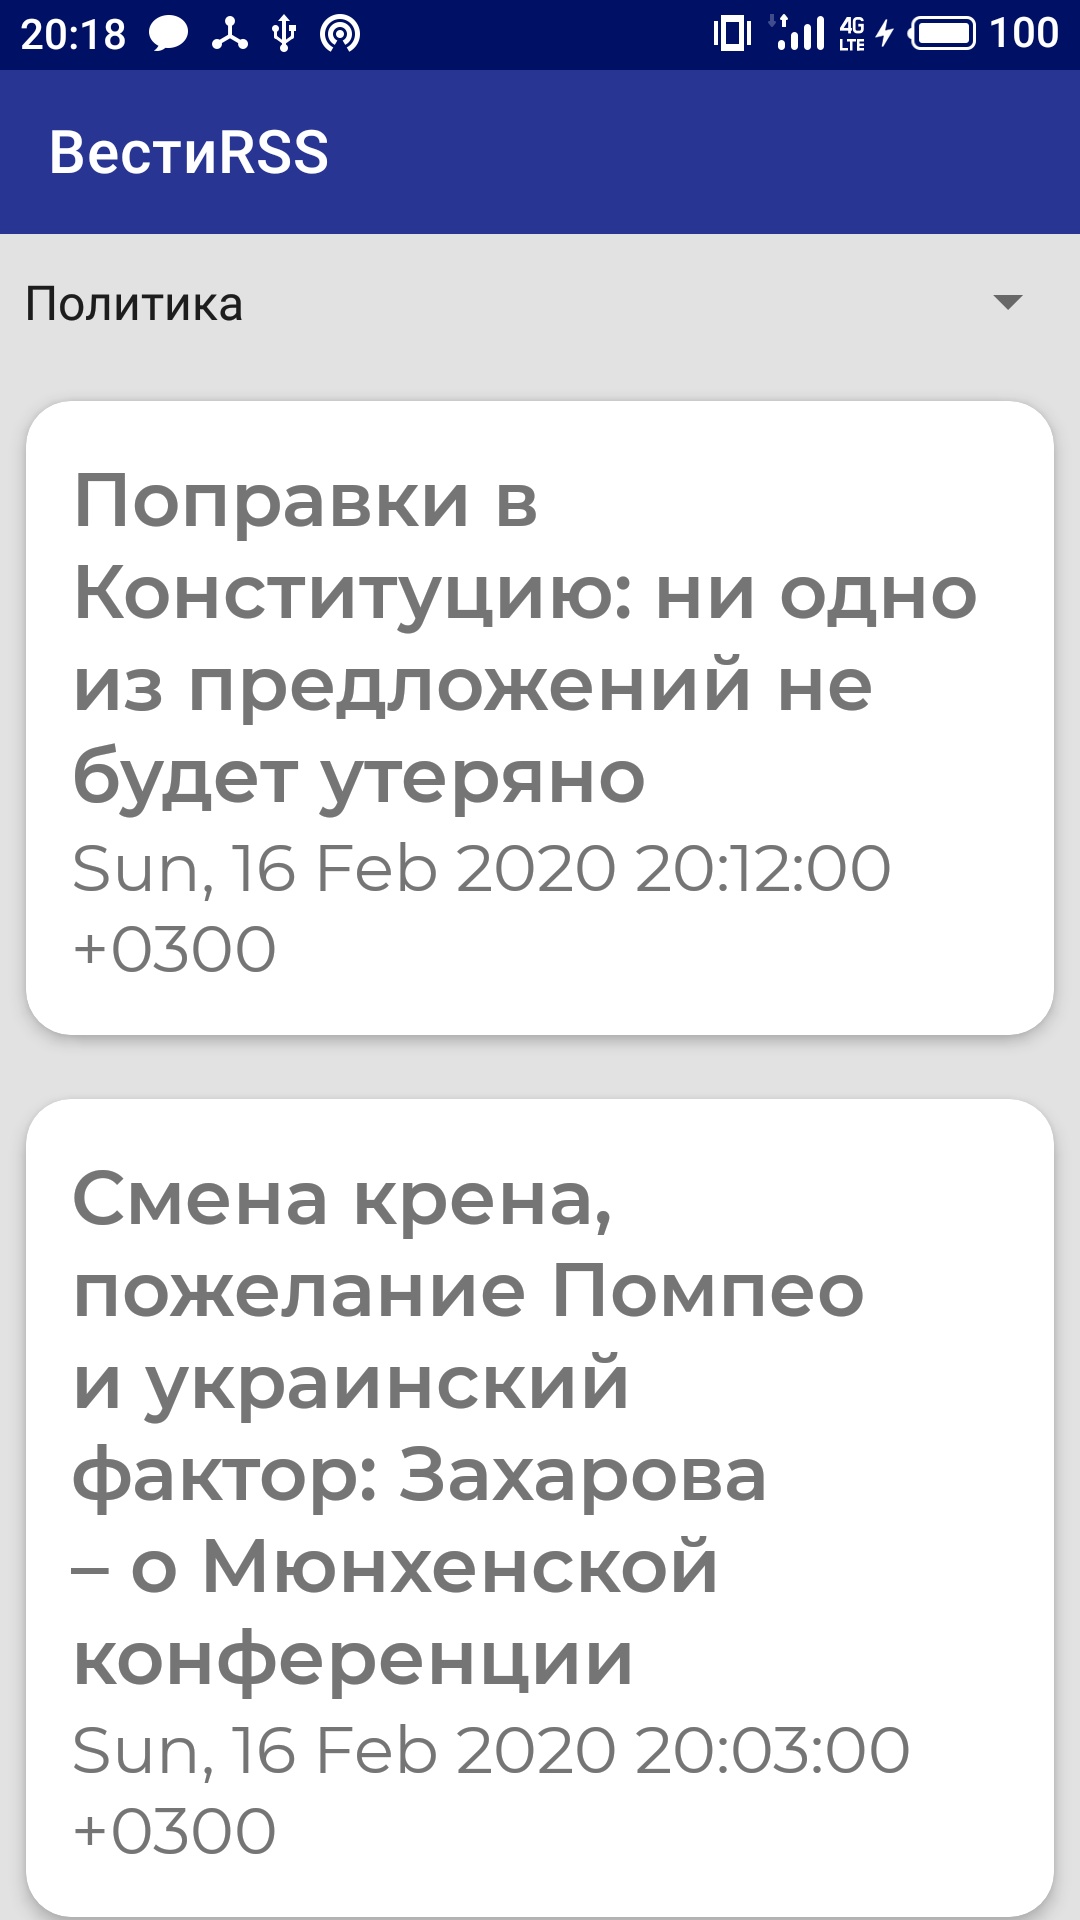 20:18 4G LTE 100
ВестиRSS
Политика
Поправки в
Конституцию: ни одно
из предложений не
будет утеряно
Sun, 16 Feb 2020 20:12:00
+0300
Смена крена,
пожелание Помпео
и украинский
фактор: Захарова
– о Мюнхенской
конференции
Sun, 16 Feb 2020 20:03:00
+0300